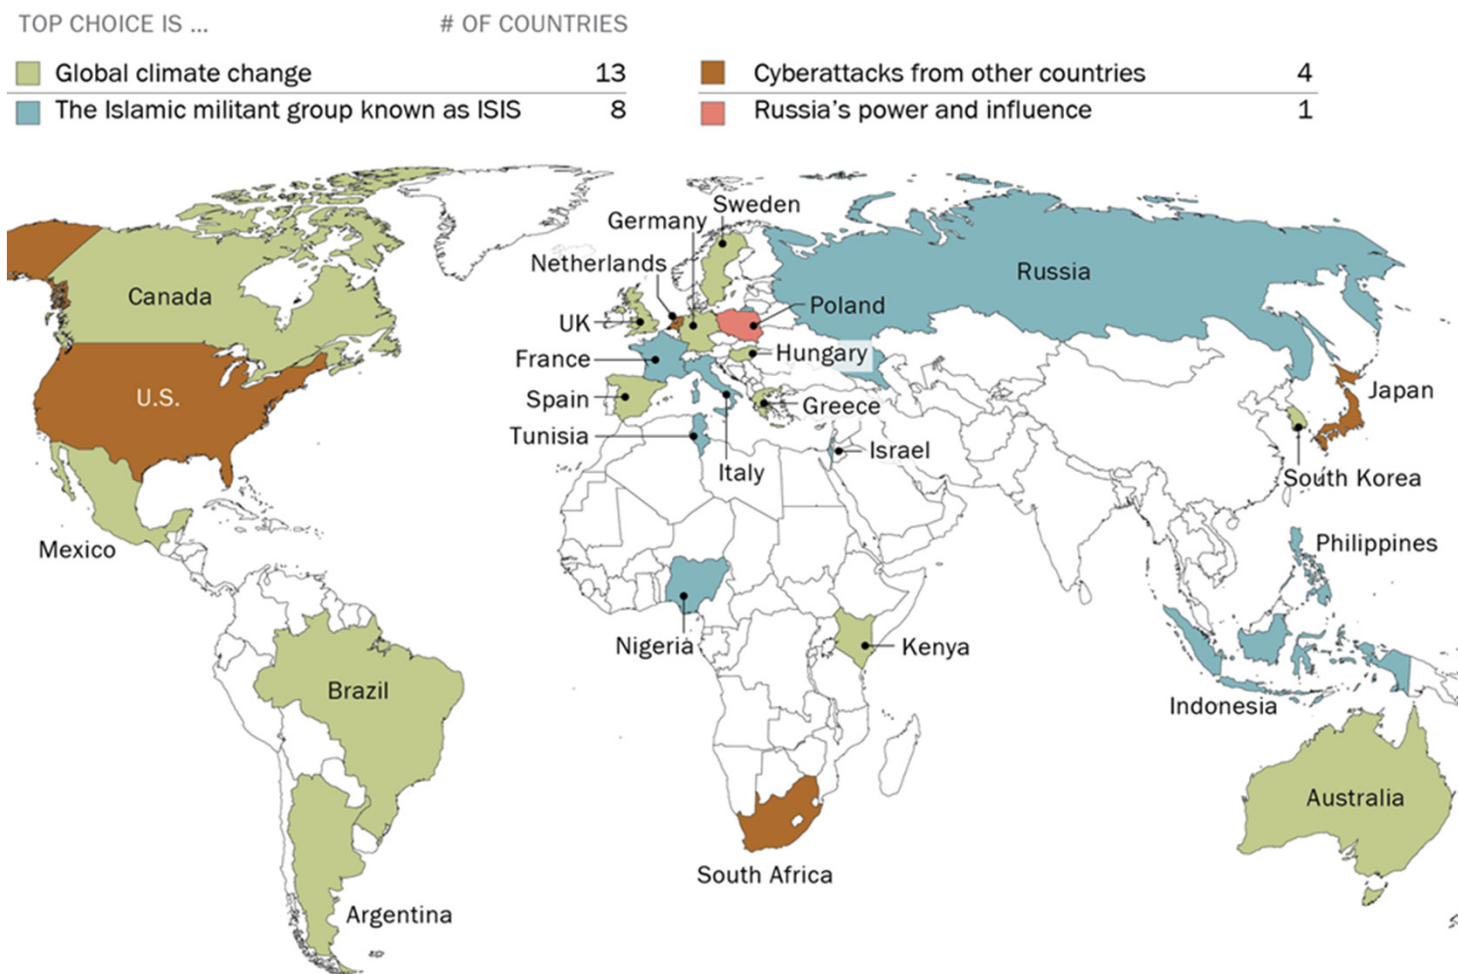 TOP CHOICE IS ... # OF COUNTRIES
Global climate change 13
The Islamic militant group known as ISIS 8
Cyberattacks from other countries 4
Russia's power and influence 1
Sweden
Germany
Netherlands
Russia
Canada
Poland
UK
Hungary
France
Japan
U.S.
Spain
Greece
Tunisia
Israel
Italy
South Korea
Mexico
Philippines
Nigeria
Kenya
Brazil
Indonesia
Australia
South Africa
Argentina